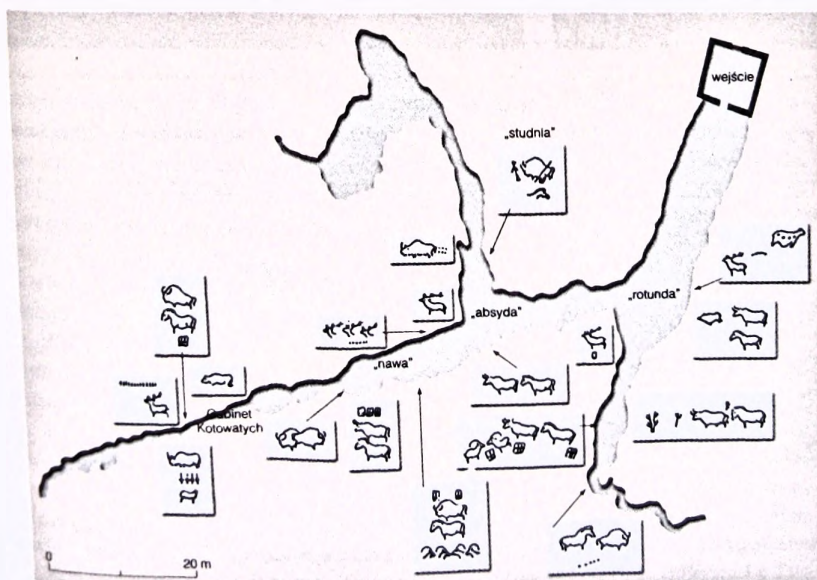 wejście
„studnia"
„rotunda"
„absyda"
„nawa"
Gabinet
Kotowatych
0
20 m